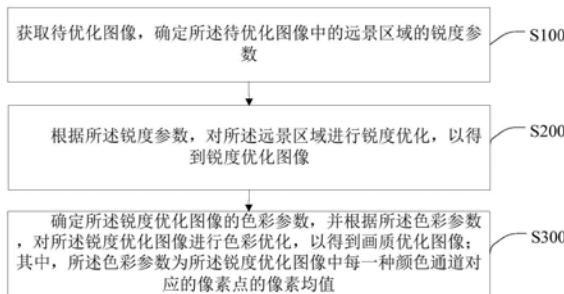 获取待优化图像，确定所述待优化图像中的远景区域的锐度参
数
S100
根据所述锐度参数，对所述远景区域进行锐度优化，以得
到锐度优化图像
S200
确定所述锐度优化图像的色彩参数，并根据所述色彩参数
，对所述锐度优化图像进行色彩优化，以得到画质优化图像；
其中，所述色彩参数为所述锐度优化图像中每一种颜色通道对
应的像素点的像素均值
S300